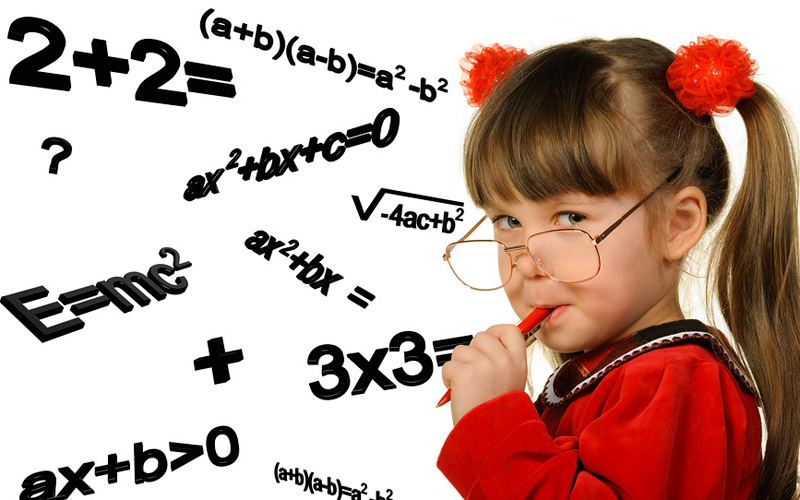 2+2=
(a+b)(a-b)=a²-b²
?
ax²+bx+c=0
√-4ac+b²
ax²+bx =
E=mc²
+
3x3=
ax+b>0
(a+b)(a-b)=a²-b²